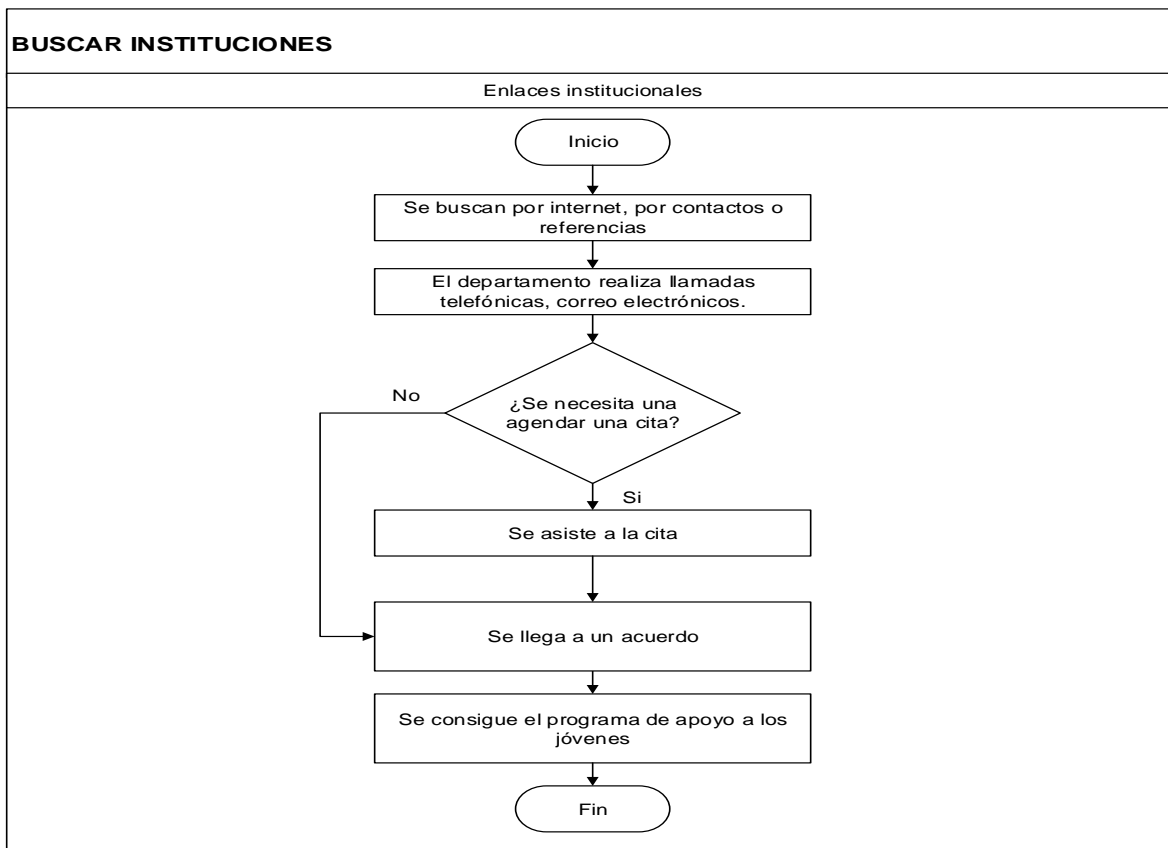 BUSCAR INSTITUCIONES
Enlaces institucionales
Inicio
Se buscan por internet, por contactos o
referencias
El departamento realiza llamadas
telefónicas, correo electrónicos.
No
¿Se necesita una
agendar una cita?
Si
Se asiste a la cita
Se llega a un acuerdo
Se consigue el programa de apoyo a los
jóvenes
Fin